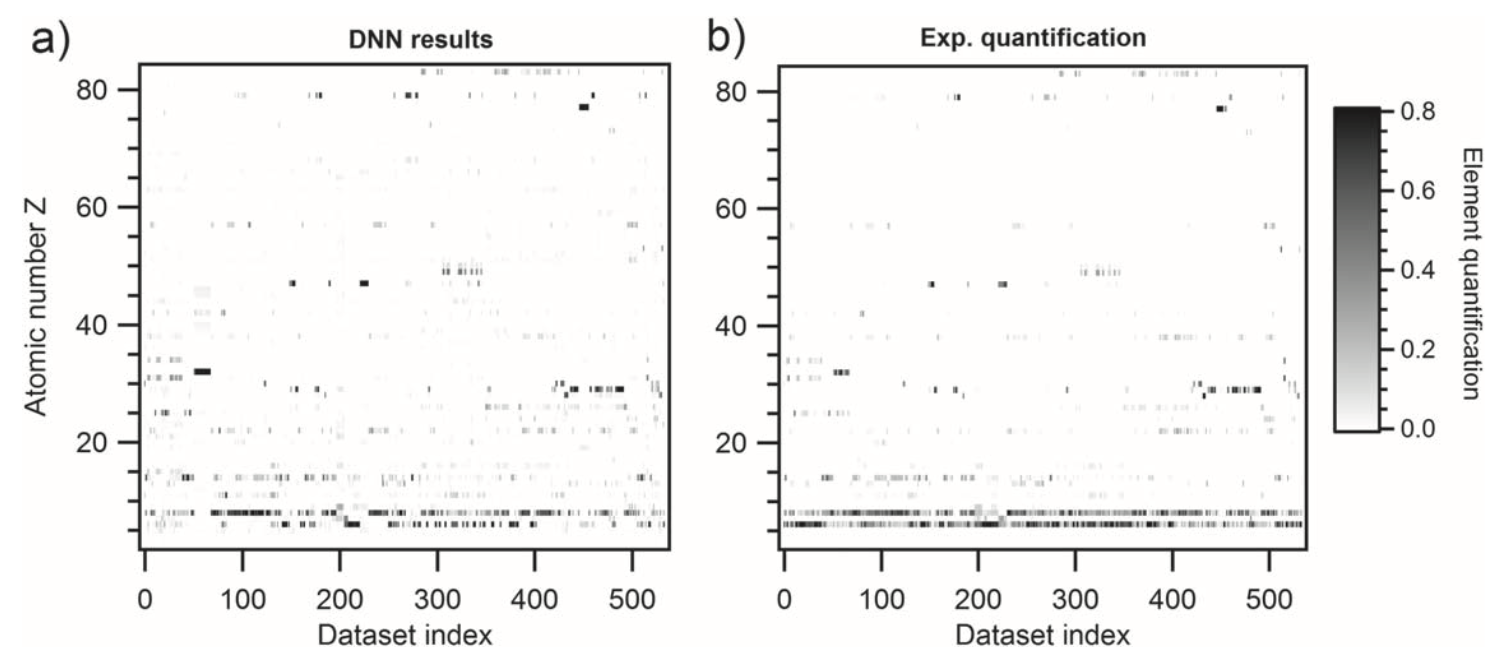 a)
DNN results
80
60
40
20
Atomic number Z
0 100 200 300 400 500
Dataset index
b)
Exp. quantification
80
60
40
20
0 100 200 300 400 500
Dataset index
0.8
0.6
0.4
0.2
0.0
Element quantification